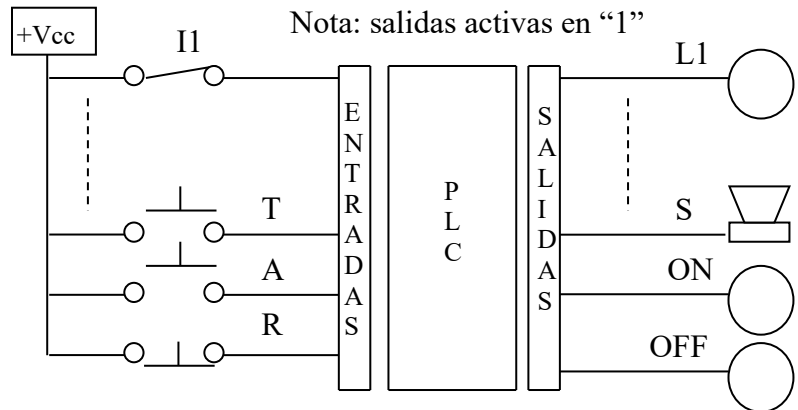 Nota: salidas activas en “1”
+Vcc
I1
L1
ENTRADAS
PLC
SALIDAS
T
S
A
ON
R
OFF